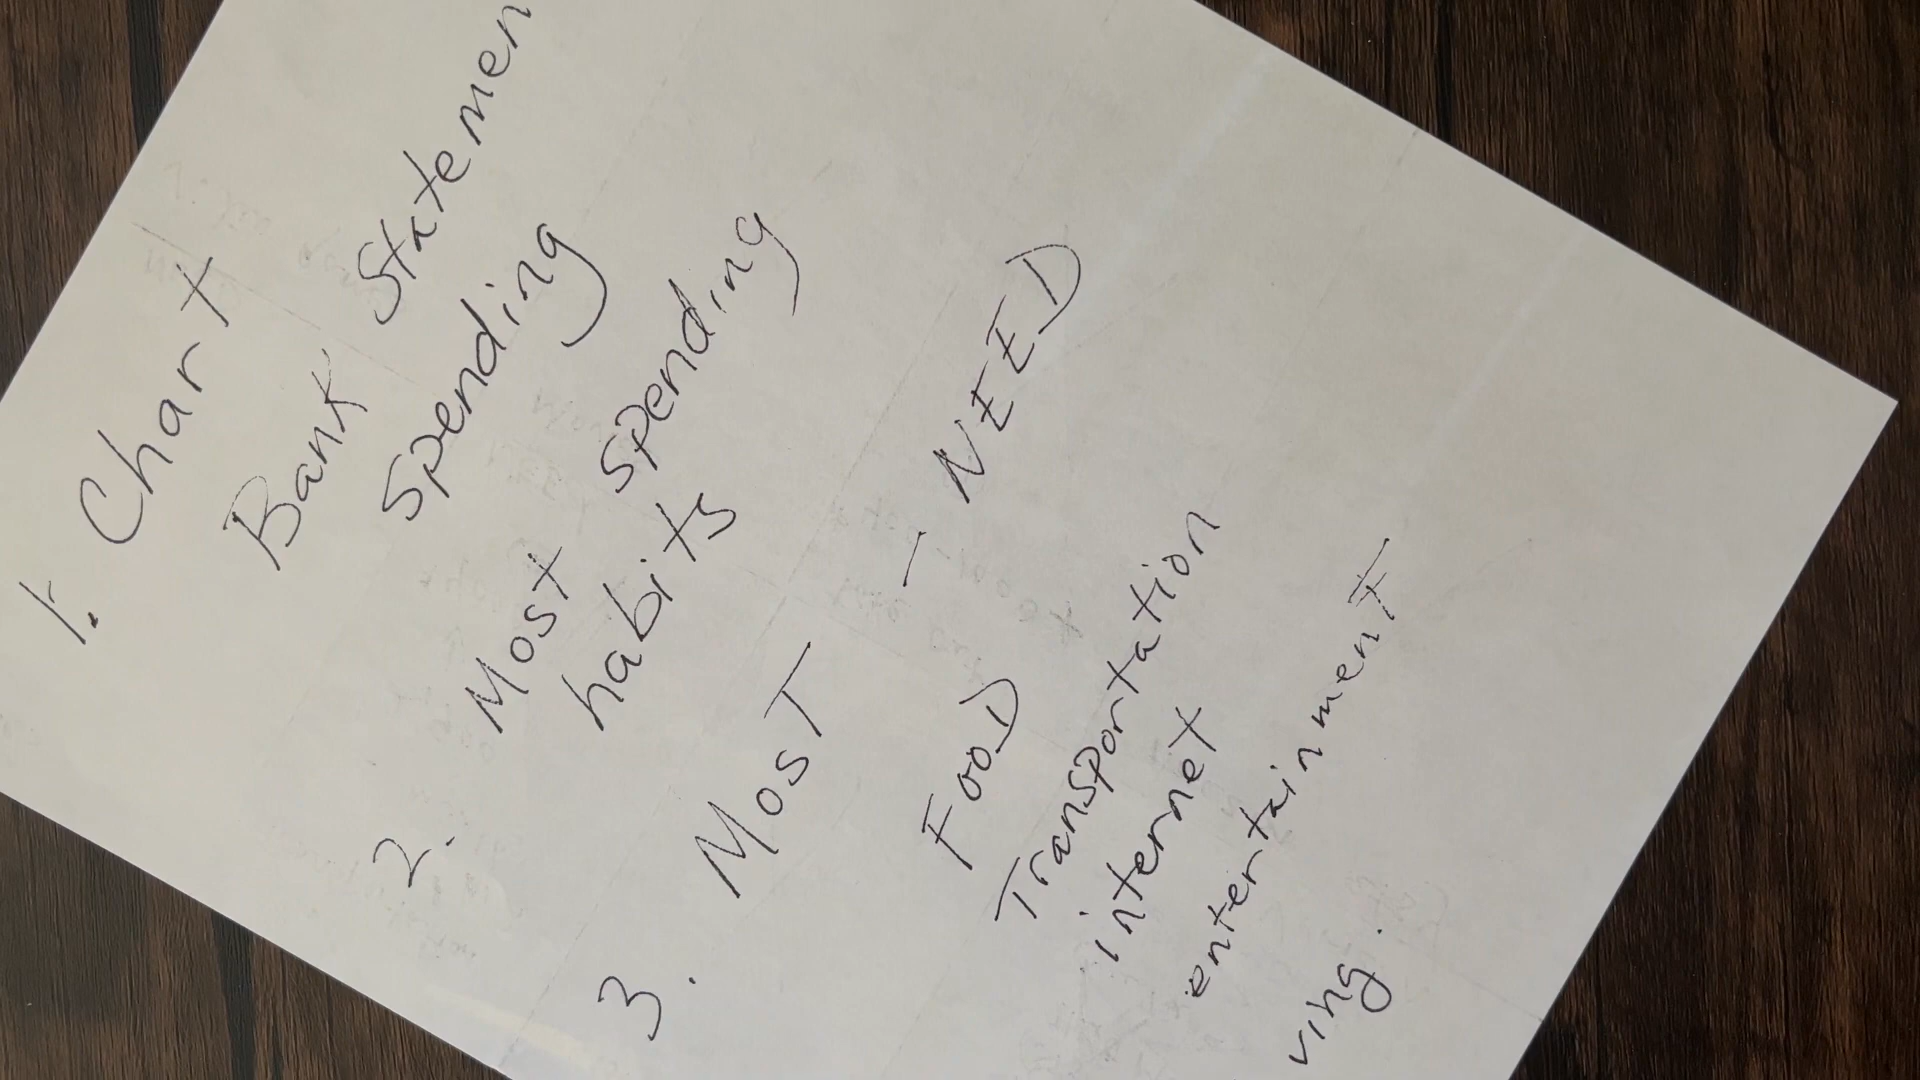 1. Chart
Bank Statemen
spending
2. Most spending
habits
3. MOST - NEED
FOOD
Transportation
internet
entertainment
ving.